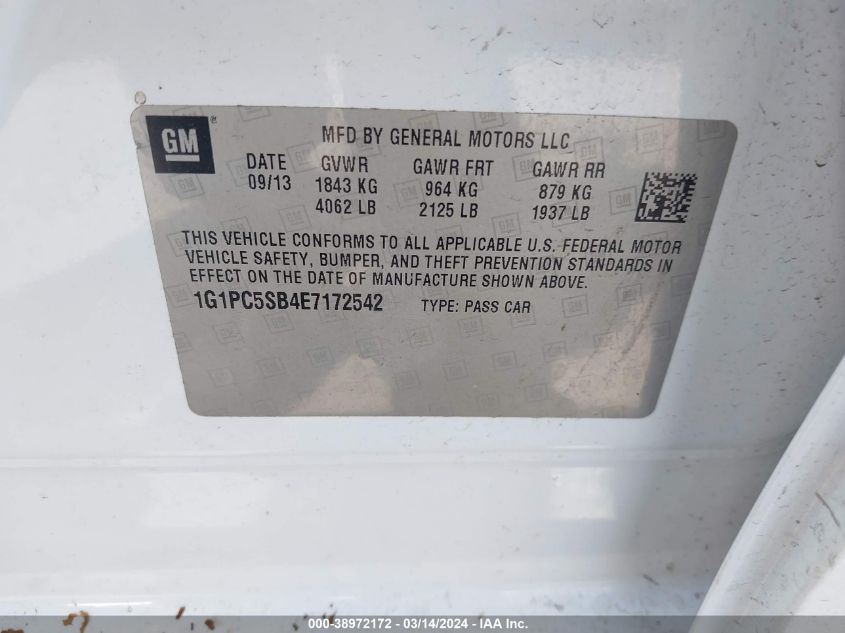 GM ®
MFD BY GENERAL MOTORS LLC
DATE GVWR GAWR FRT GAWR RR
09/13 1843 KG 964 KG 879 KG
4062 LB 2125 LB 1937 LB
THIS VEHICLE CONFORMS TO ALL APPLICABLE U.S. FEDERAL MOTOR
VEHICLE SAFETY, BUMPER, AND THEFT PREVENTION STANDARDS IN
EFFECT ON THE DATE OF MANUFACTURE SHOWN ABOVE.
1G1PC5SB4E7172542 TYPE: PASS CAR
000-38972172 - 03/14/2024 - IAA Inc.